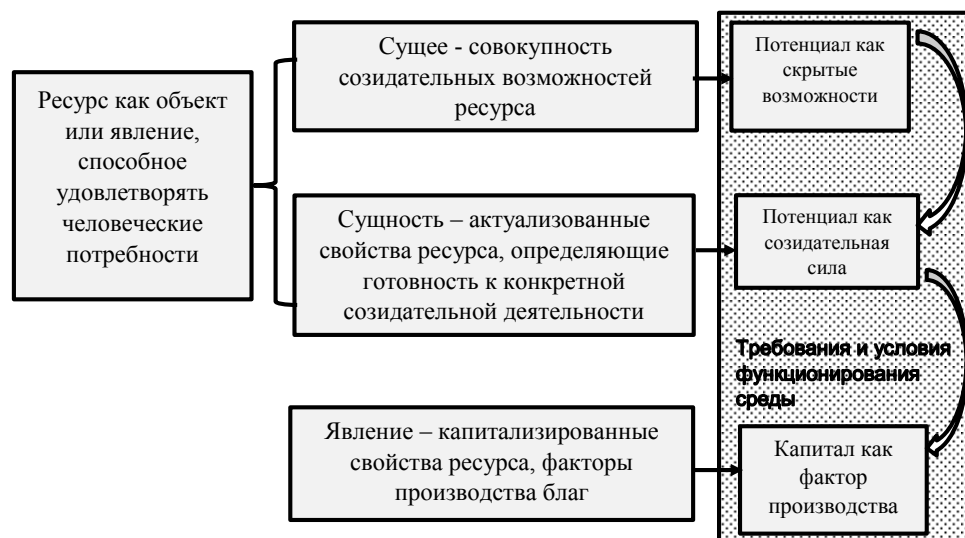 Ресурс как объект
или явление,
способное
удовлетворять
человеческие
потребности
Сущее - совокупность
созидательных возможностей
ресурса
Потенциал как
скрытые
возможности
Сущность – актуализованные
свойства ресурса, определяющие
готовность к конкретной
созидательной деятельности
Потенциал как
созидательная
сила
Требования и условия
функционирования
среды
Явление – капитализированные
свойства ресурса, факторы
производства благ
Капитал как
фактор
производства